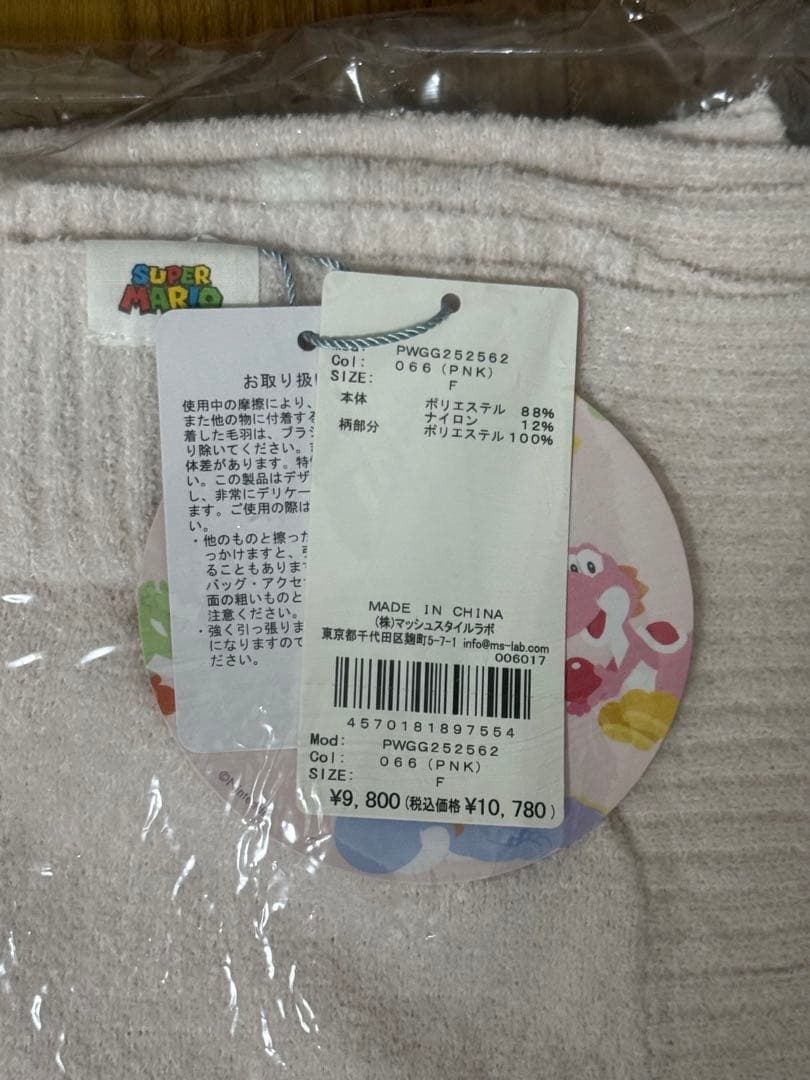 SUPER
MARIO
お取り扱
使用中の摩擦により、
また他の物に付着する
着した毛羽は、ブラシ
り除いてください。
体差があります。特
い。この製品はデザ
し、非常にデリケー
ます。ご使用の際は
い。
・他のものと擦った
っかけますと、引
ることもあります
バッグ・アクセ
面の粗いものと
注意ください。
・強く引っ張りま
になりますので
ださい。
PWGG252562
Col: 066(PNK)
SIZE: F
本体 ポリエステル 88%
ナイロン 12%
柄部分 ポリエステル 100%
MADE IN CHINA
(株)マッシュスタイルラボ
東京都千代田区麹町5-7-1 info@ms-lab.com
006017
4570181897554
Mod: PWGG252562
Col: 066(PNK)
SIZE: F
¥9,800(税込価格¥10,780)